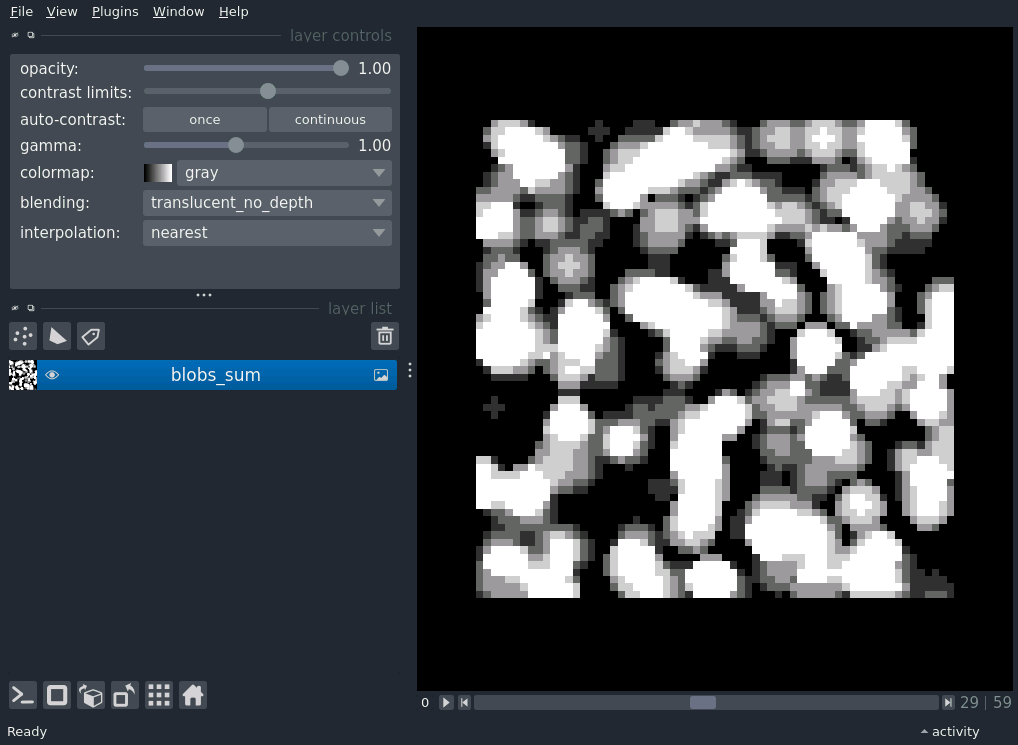 File View Plugins Window Help
layer controls
opacity: 1.00
contrast limits:
auto-contrast: once continuous
gamma: 1.00
colormap: gray
blending: translucent_no_depth
interpolation: nearest
layer list
blobs_sum
0 29 | 59
Ready activity